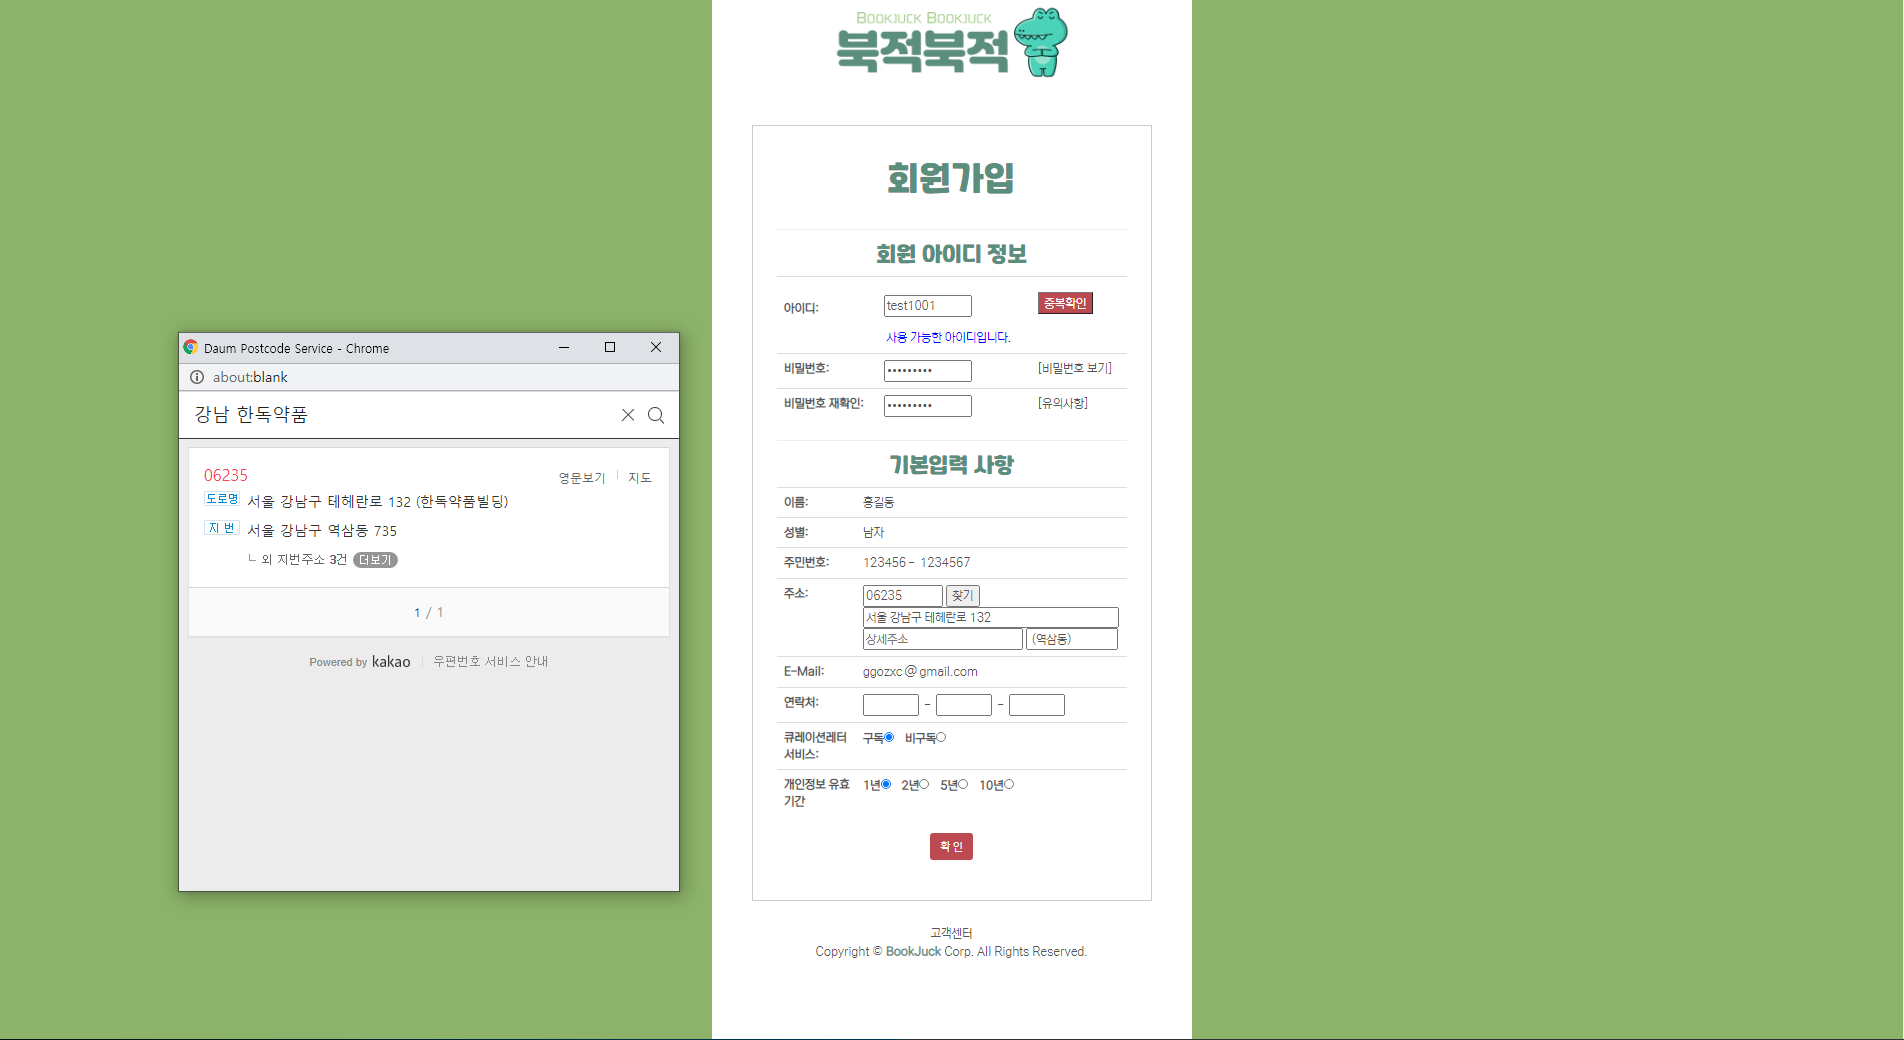 Daum Postcode Service - Chrome
about:blank
강남 한독약품
06235
영문보기 지도
도로명 서울 강남구 테헤란로 132 (한독약품빌딩)
지 번 서울 강남구 역삼동 735
ㄴ 외 지번주소 3건 더보기
1 / 1
Powered by kakao 우편번호 서비스 안내
BOOKJUCK BOOKJUCK
북적북적
회원가입
회원 아이디 정보
아이디: test1001 중복확인
사용 가능한 아이디입니다.
비밀번호: ••••••••• [비밀번호 보기]
비밀번호 재확인: ••••••••• [유의사항]
기본입력 사항
이름: 홍길동
성별: 남자
주민번호: 123456 - 1234567
주소: 06235 찾기
서울 강남구 테헤란로 132
상세주소 (역삼동)
E-Mail: ggozxc @ gmail.com
연락처: - -
큐레이션레터 구독 비구독
서비스:
개인정보 유효 1년 2년 5년 10년
기간
확 인
고객센터
Copyright © BookJuck Corp. All Rights Reserved.